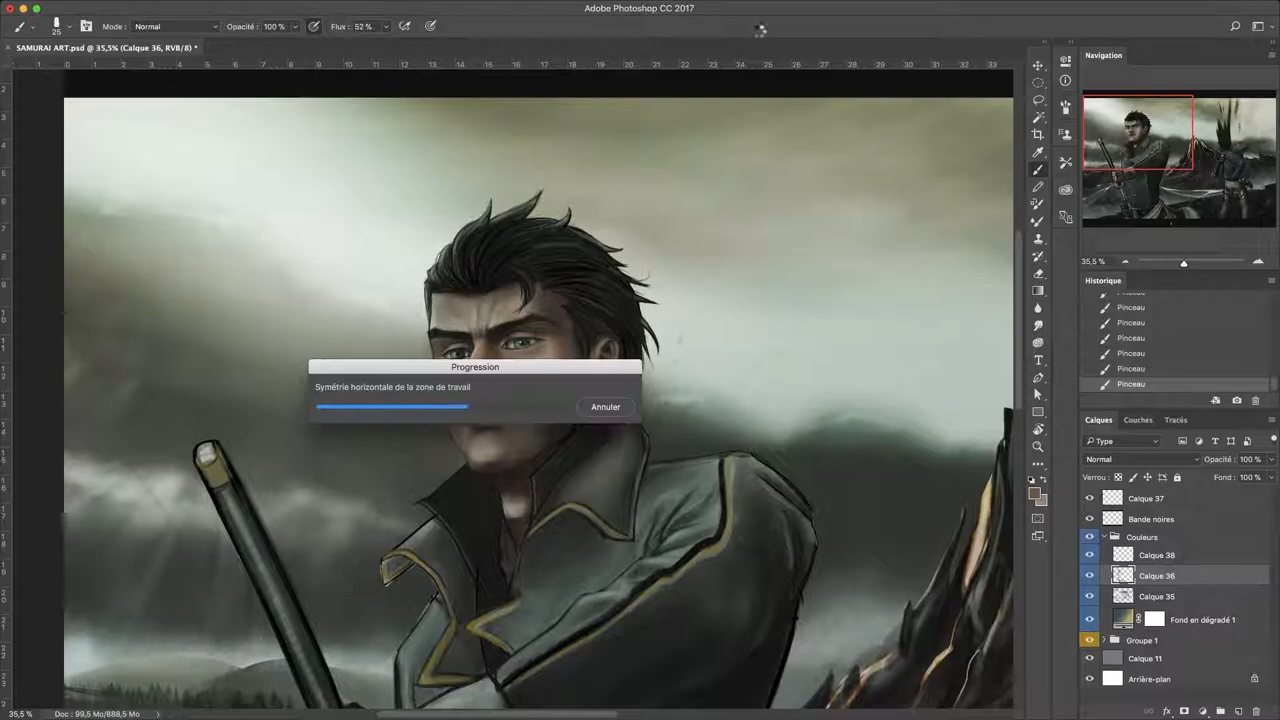 Adobe Photoshop CC 2017
25
Mode : Normal
Opacité : 100 %
Flux : 52 %
SAMURAI ART.psd @ 35,5% (Calque 36, RVB/8) *
Navigation
35,5 %
Historique
Pinceau
Pinceau
Pinceau
Pinceau
Pinceau
Pinceau
Progression
Symétrie horizontale de la zone de travail
Annuler
Calques Couches Tracés
Type
Normal
Opacité : 100 %
Verrou :
Fond : 100 %
Calque 37
Bande noires
Couleurs
Calque 38
Calque 36
Calque 35
Fond en dégradé 1
Groupe 1
Calque 11
Arrière-plan
35,5 %
Doc : 99,5 Mo/888,5 Mo